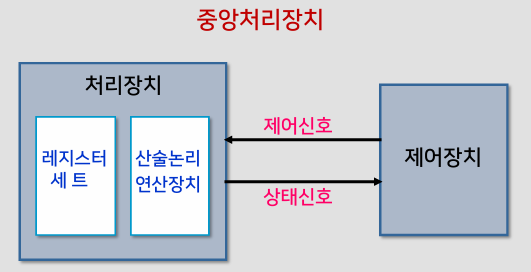 중앙처리장치
처리장치
레지스터
세 트
산술논리
연산장치
제어신호
상태신호
제어장치